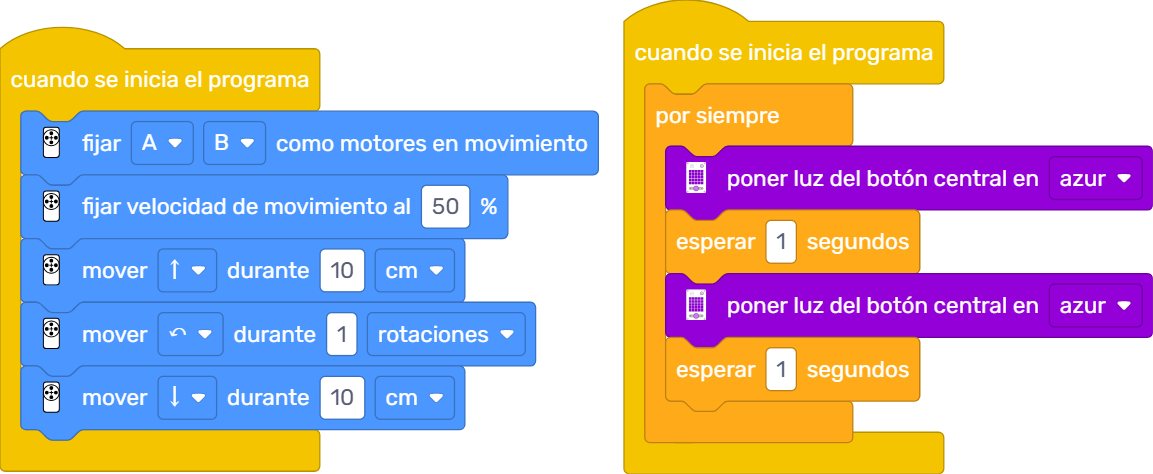 cuando se inicia el programa
fijar A B como motores en movimiento
fijar velocidad de movimiento al 50 %
mover ↑ durante 10 cm
mover ↶ durante 1 rotaciones
mover ↓ durante 10 cm
cuando se inicia el programa
por siempre
poner luz del botón central en azur
esperar 1 segundos
poner luz del botón central en azur
esperar 1 segundos